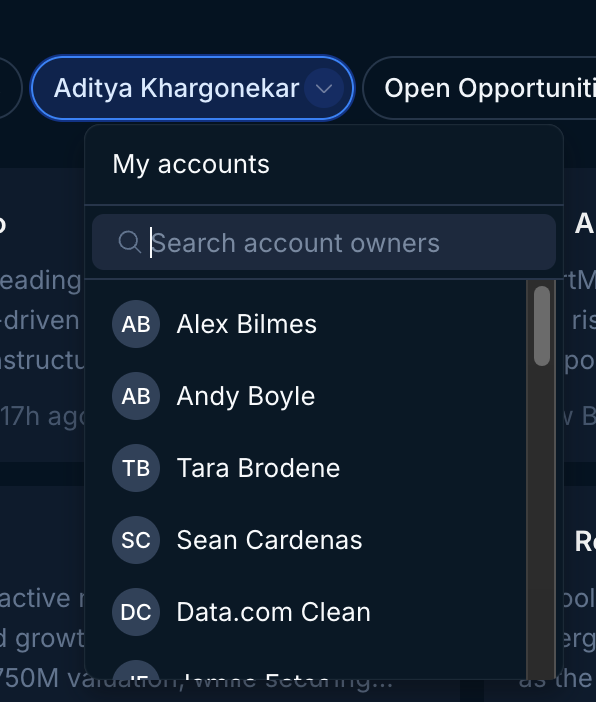 Aditya Khargonekar
Open Opportuniti
My accounts
Search account owners
AB Alex Bilmes
AB Andy Boyle
TB Tara Brodene
SC Sean Cardenas
DC Data.com Clean
o
eading
-driven
astructu
17h ago
A
rtM
ris
po
w B
active
d growt
750M valuation, while securing...
Re
ool
erg
as the